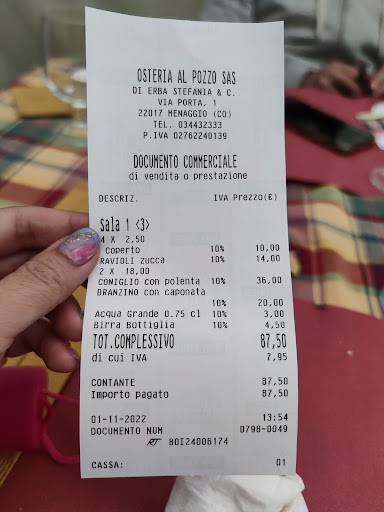 OSTERIA AL POZZO SAS
DI ERBA STEFANIA & C.
VIA PORTA, 1
22017 MENAGGIO (CO)
TEL. 034432333
P.IVA 02762240139
DOCUMENTO COMMERCIALE
di vendita o prestazione
DESCRIZ. IVA Prezzo(€)
Sala 1 <3>
4 X 2,50
Coperto 10% 10,00
RAVIOLI zucca 10% 14,00
2 X 18,00
CONIGLIO con polenta 10% 36,00
BRANZINO con caponata
10% 20,00
Acqua Grande 0.75 cl 10% 3,00
Birra Bottiglia 10% 4,50
TOT.COMPLESSIVO 87,50
di cui IVA 7,95
CONTANTE 87,50
Importo pagato 87,50
01-11-2022 13:54
DOCUMENTO NUM 0798-0049
RT 80I24006174
CASSA: 01